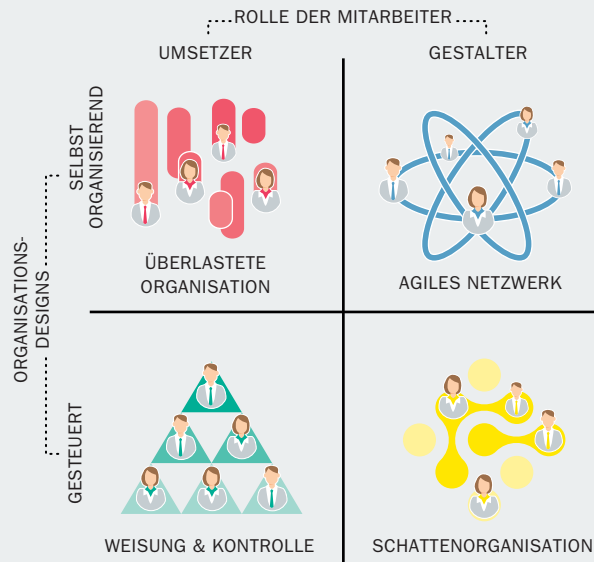 ROLLE DER MITARBEITER
UMSETZER
GESTALTER
ORGANISATIONS-
DESIGNS
SELBST
ORGANISIEREND
ÜBERLASTETE
ORGANISATION
AGILES NETZWERK
GESTEUERT
WEISUNG & KONTROLLE
SCHATTENORGANISATION